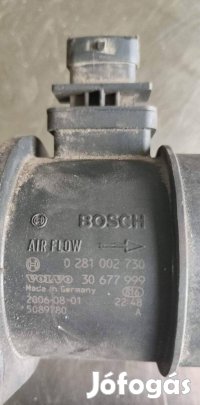 BOSCH
AIR FLOW
0 281 002 730
VOLVO 30 677 999
Made in Germany 816
2006-08-01 22:48
5089780 A
Jófogás